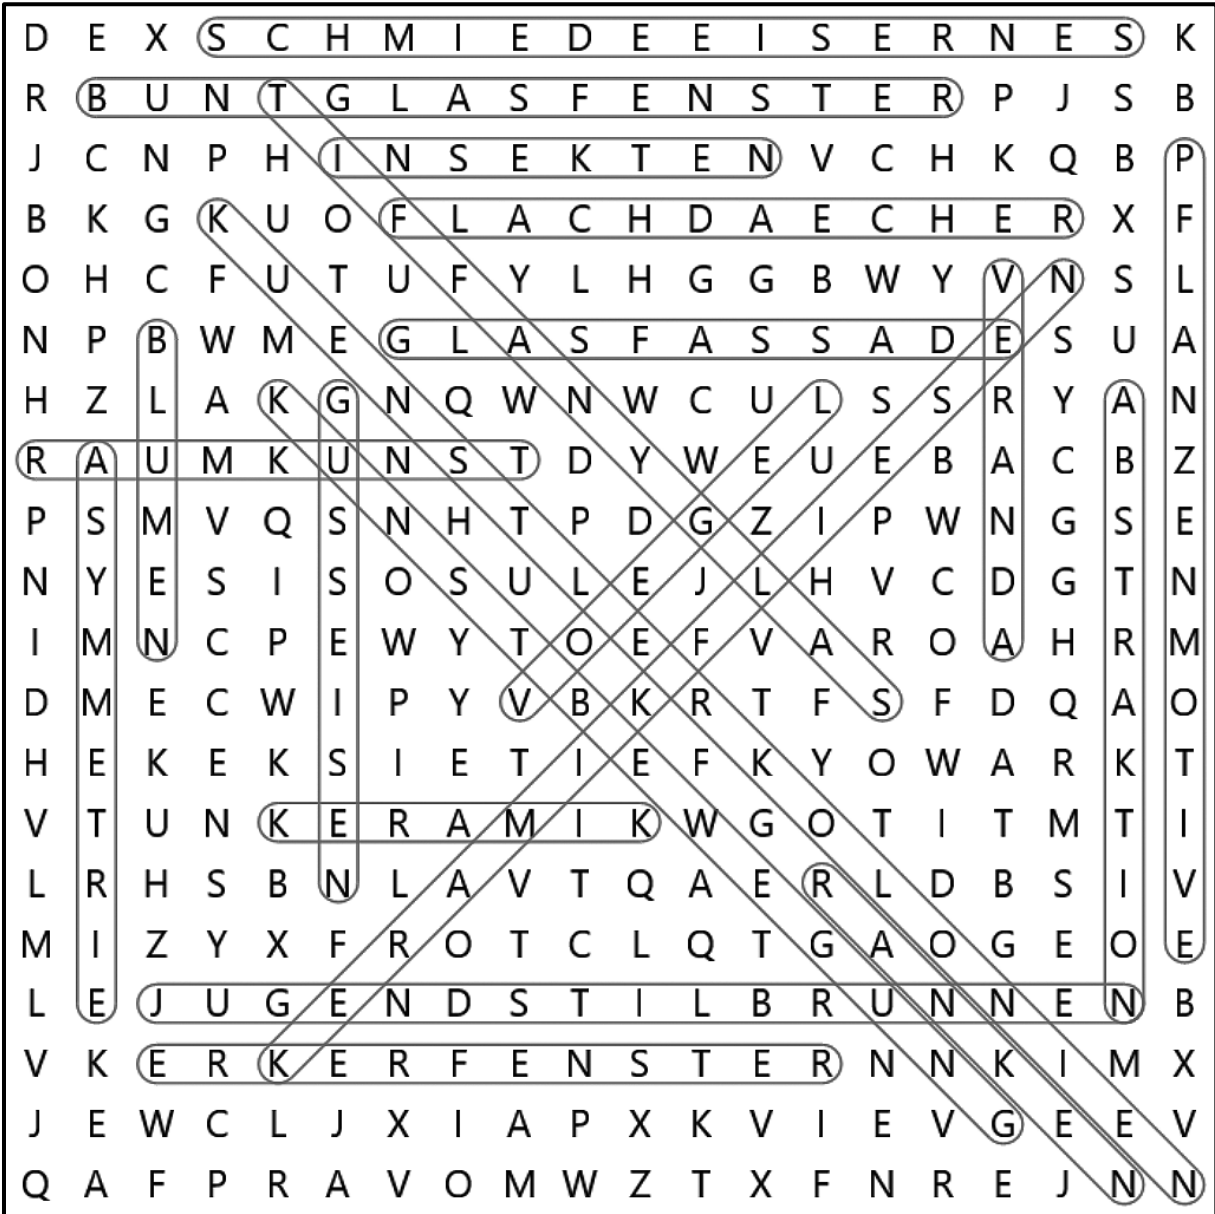 D E X S C H M I E D E E I S E R N E S K
R B U N T G L A S F E N S T E R P J S B
J C N P H I N S E K T E N V C H K Q B P
B K G K U O F L A C H D A E C H E R X F
O H C F U T U F Y L H G G B W Y V N S L
N P B W M E G L A S F A S S A D E S U A
H Z L A K G N Q W N W C U L S S R Y A N
R A U M K U N S T D Y W E U E B A C B Z
P S M V Q S N H T P D G Z I P W N G S E
N Y E S I S O S U L E J L H V C D G T N
I M N C P E W Y T O E F V A R O A H R M
D M E C W I P Y V B K R T F S F D Q A O
H E K E K S I E T I E F K Y O W A R K T
V T U N K E R A M I K W G O T I T M T I
L R H S B N L A V T Q A E R L D B S I V
M I Z Y X F R O T C L Q T G A O G E O E
L E J U G E N D S T I L B R U N N E N B
V K E R K E R F E N S T E R N N K I M X
J E W C L J X I A P X K V I E V G E E V
Q A F P R A V O M W Z T X F N R E J N N